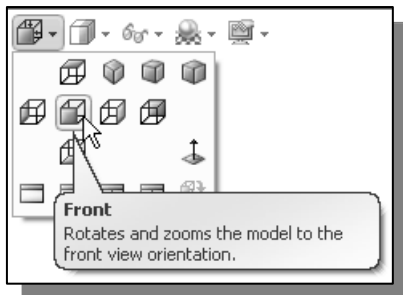 Front
Rotates and zooms the model to the
front view orientation.